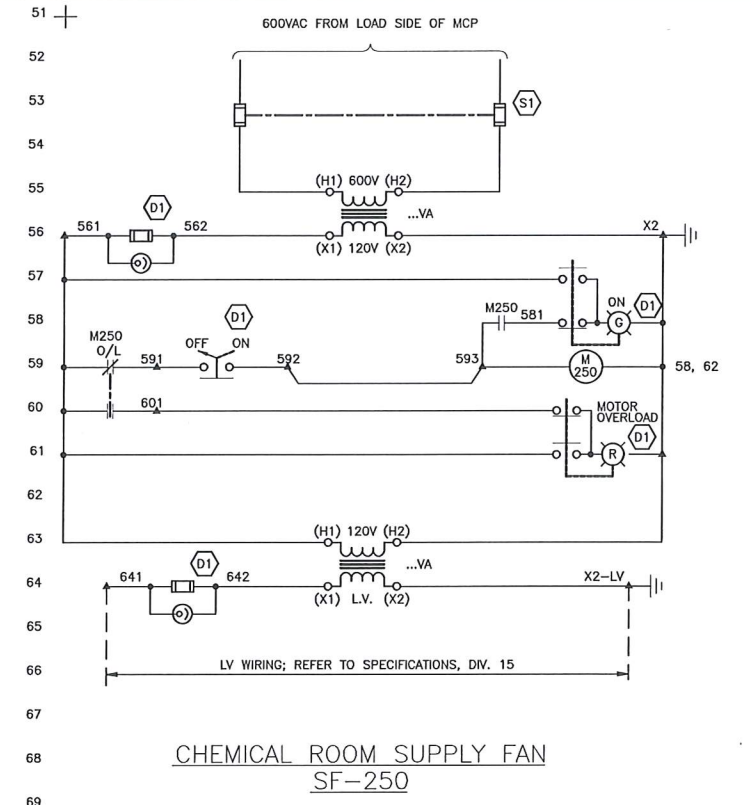 51
600VAC FROM LOAD SIDE OF MCP
52
53
S1
54
55
(H1) 600V (H2)
D1
...VA
56
561
562
(X1) 120V (X2)
X2
57
58
D1
M250
581
ON
G
D1
M250
O/L
OFF
ON
59
591
592
593
M
250
58, 62
60
601
MOTOR
OVERLOAD
D1
61
R
62
63
(H1) 120V (H2)
D1
...VA
64
641
642
(X1) L.V. (X2)
X2-LV
65
66
LV WIRING; REFER TO SPECIFICATIONS, DIV. 15
67
68
CHEMICAL ROOM SUPPLY FAN
SF-250
69